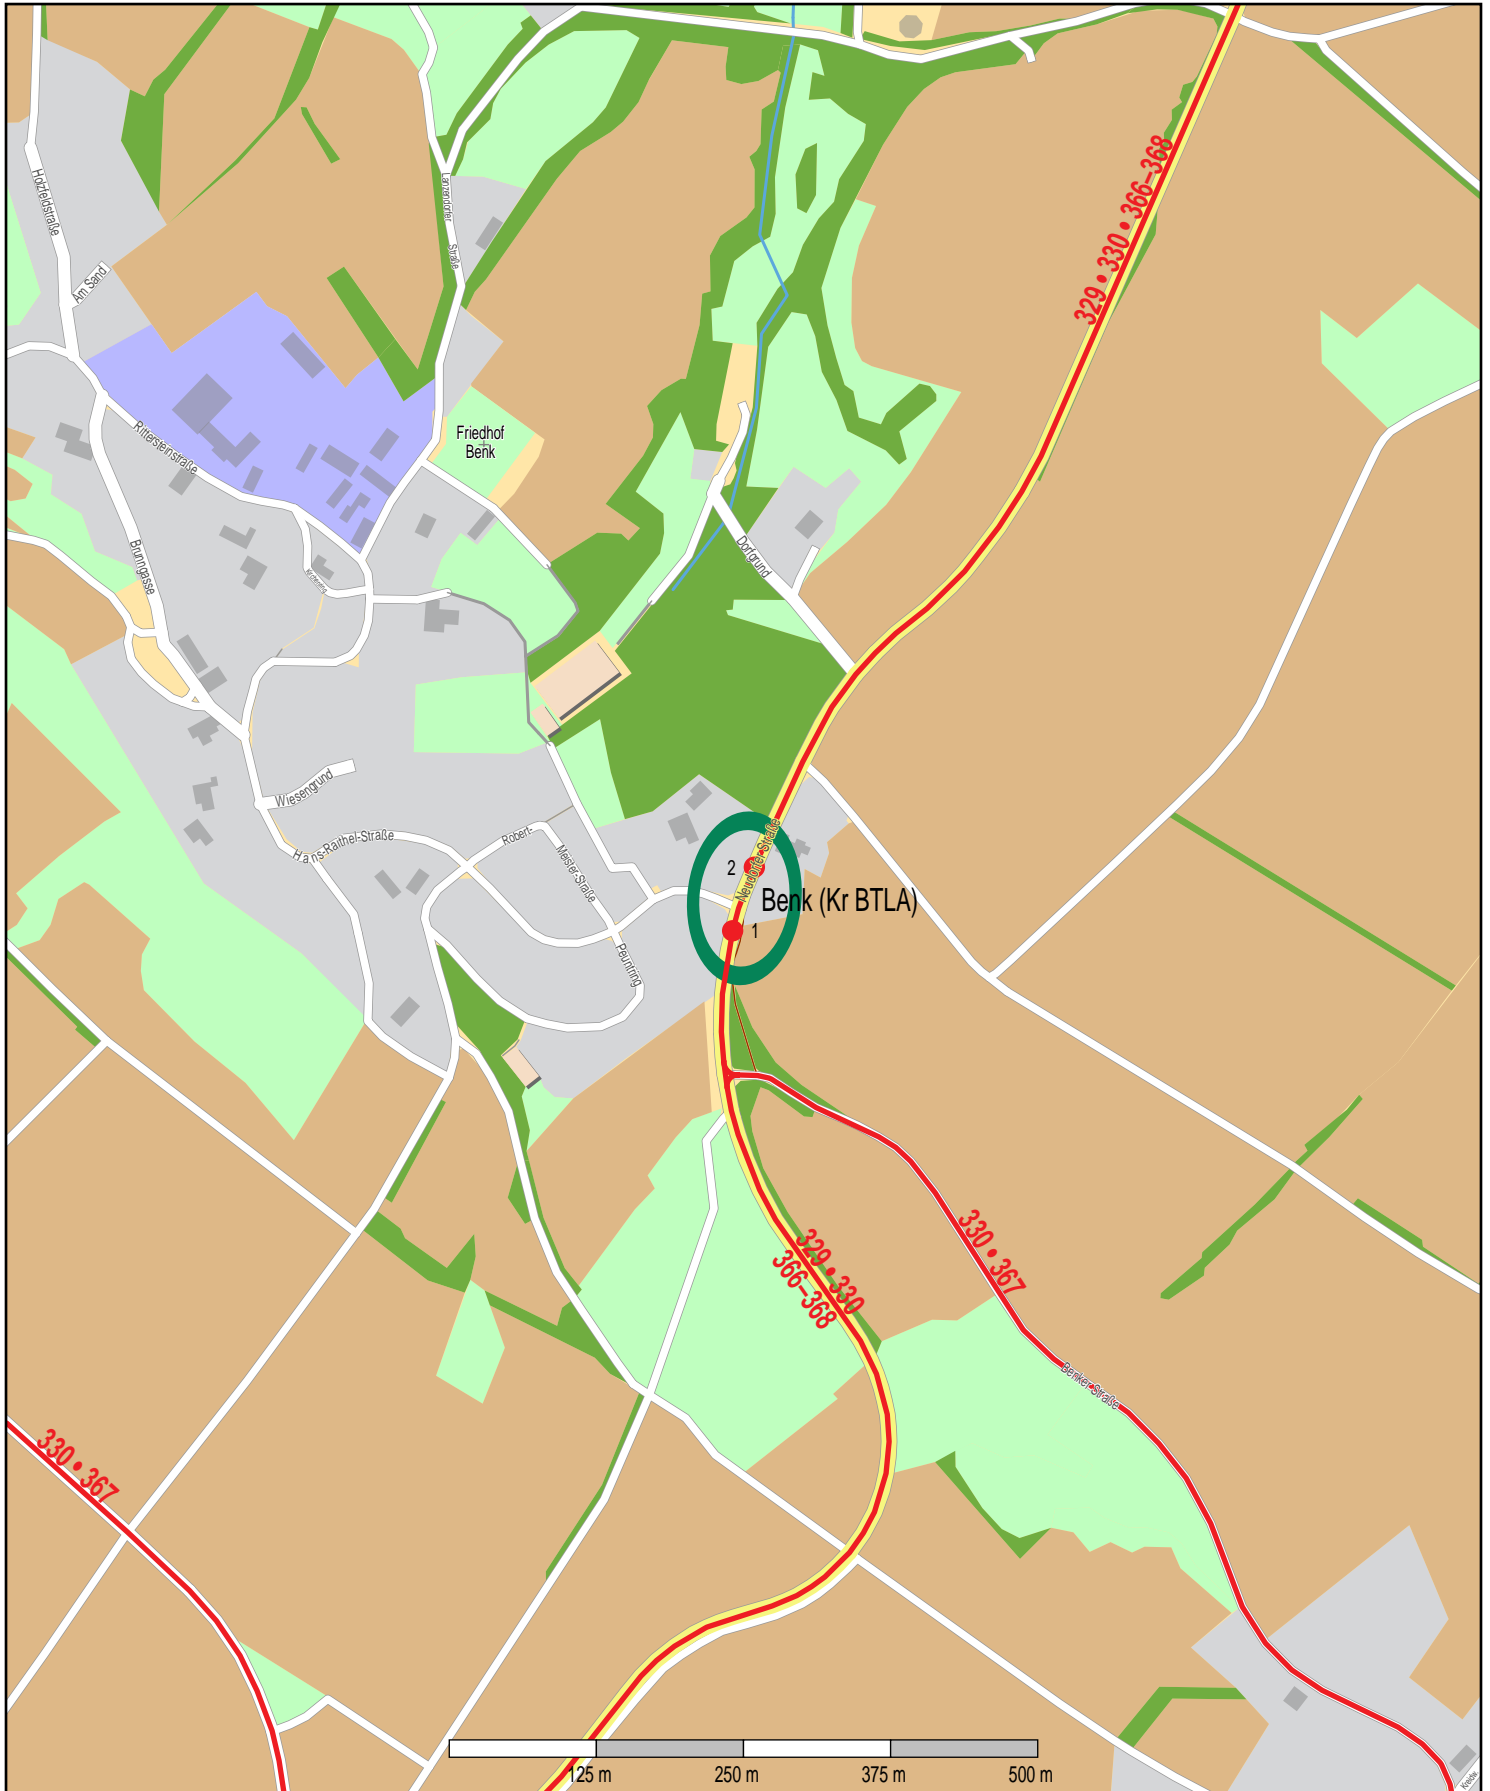 329 • 330 • 366–368
Holzfeldstraße
Lanzendorfer
Straße
Am Sand
Friedhof
Benk
Rittersteinstraße
Brunngasse
Dorfgrund
Wiesengrund
Hans-Raithel-Straße
Robert-
Meister-Straße
Neudorfer Straße
2
Benk (Kr BTLA)
1
Peuntring
329 • 330
366–368
330 • 367
Benker Straße
330 • 367
125 m
250 m
375 m
500 m